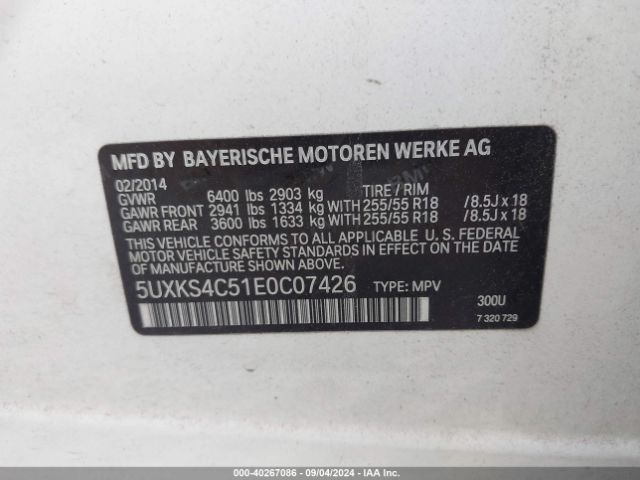 MFD BY BAYERISCHE MOTOREN WERKE AG
02/2014
GVWR 6400 lbs 2903 kg TIRE / RIM
GAWR FRONT 2941 lbs 1334 kg WITH 255/55 R18 /8.5J x 18
GAWR REAR 3600 lbs 1633 kg WITH 255/55 R18 /8.5J x 18
THIS VEHICLE CONFORMS TO ALL APPLICABLE U.S. FEDERAL
MOTOR VEHICLE SAFETY STANDARDS IN EFFECT ON THE DATE
OF MANUFACTURE SHOWN ABOVE.
5UXKS4C51E0C07426 TYPE: MPV
300U
7 320 729
000-40267086 - 09/04/2024 - IAA Inc.